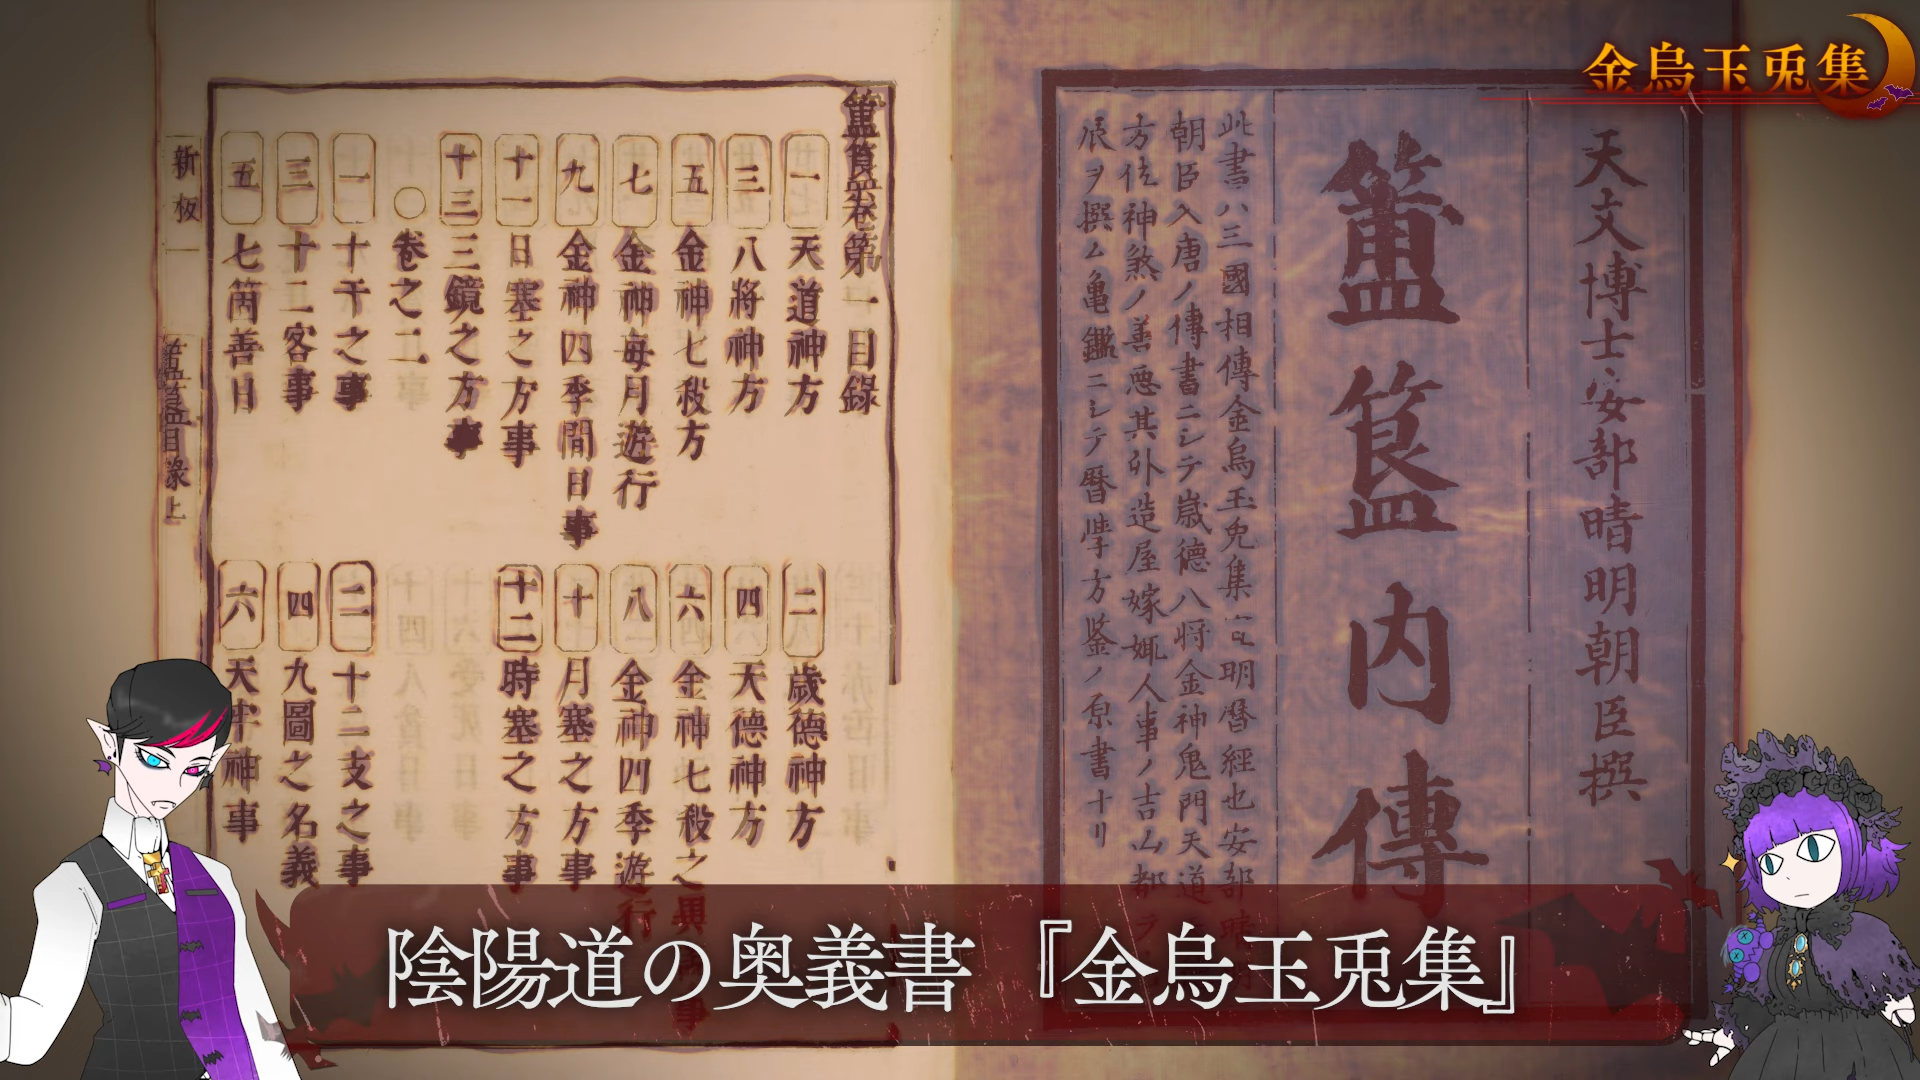 金烏玉兎集
天文博士安部晴明朝臣撰
簠簋内傳
此書ハ三國相傳金烏玉兎集
明暦経也安部晴
朝臣入唐ノ傳書ニシテ歳德八将金神鬼門天道
方位神煞ノ善悪其外造屋嫁娵人事ノ吉凶都テ
辰ヲ撰ム亀鑑ニシテ暦学方鉴ノ原書ナリ
簠簋卷第一目録
一 天道神方
二 歳德神方
三 八將神方
四 天德神方
五 金神七殺方
六 金神七殺之異
七 金神毎月遊行
八 金神四季遊行
九 金神四季間日事
十 月塞之方事
十一 日塞之方事
十二 時塞之方事
十三 三鏡之方事
○ 卷之二
一 十干之事
二 十二支之事
三 十二客事
四 九圖之名義
五 七箇善日
六 天牢神事
新板
簠簋目录上
陰陽道の奥義書『金烏玉兎集』